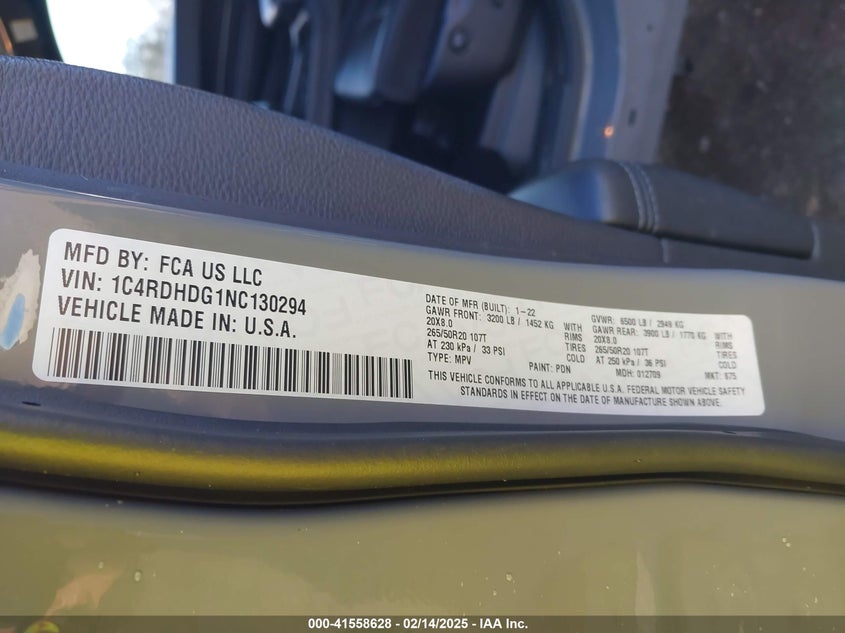 MFD BY: FCA US LLC
VIN: 1C4RDHDG1NC130294
VEHICLE MADE IN: U.S.A.
DATE OF MFR (BUILT): 1-22
GAWR FRONT: 3200 LB / 1452 KG WITH
20X8.0 RIMS
265/50R20 107T TIRES
AT 230 kPa / 33 PSI COLD
TYPE: MPV PAINT: PDN
GVWR: 6500 LB / 2949 KG
GAWR REAR: 3900 LB / 1770 KG WITH
20X8.0 RIMS
265/50R20 107T TIRES
AT 250 kPa / 36 PSI COLD
MDH: 012709 MKT: 875
THIS VEHICLE CONFORMS TO ALL APPLICABLE U.S.A. FEDERAL MOTOR VEHICLE SAFETY
STANDARDS IN EFFECT ON THE DATE OF MANUFACTURE SHOWN ABOVE.
000-41558628 - 02/14/2025 - IAA Inc.